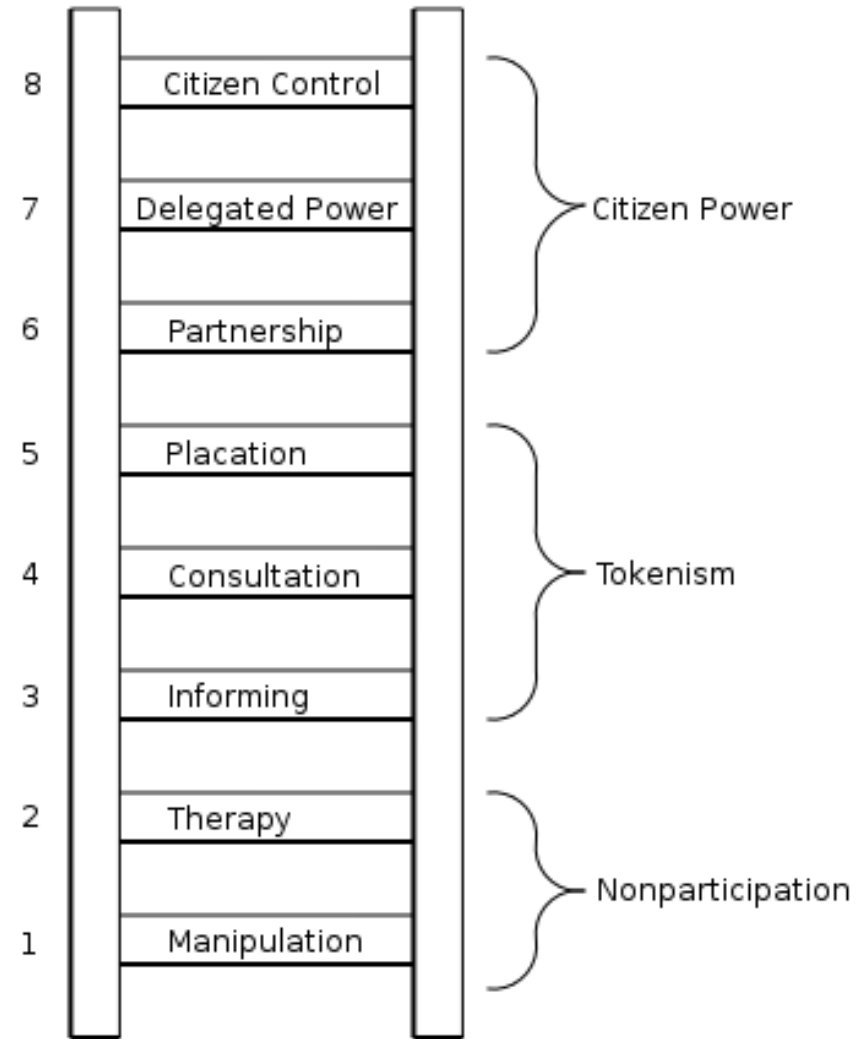 8 Citizen Control
7 Delegated Power Citizen Power
6 Partnership
5 Placation
4 Consultation Tokenism
3 Informing
2 Therapy
Nonparticipation
1 Manipulation